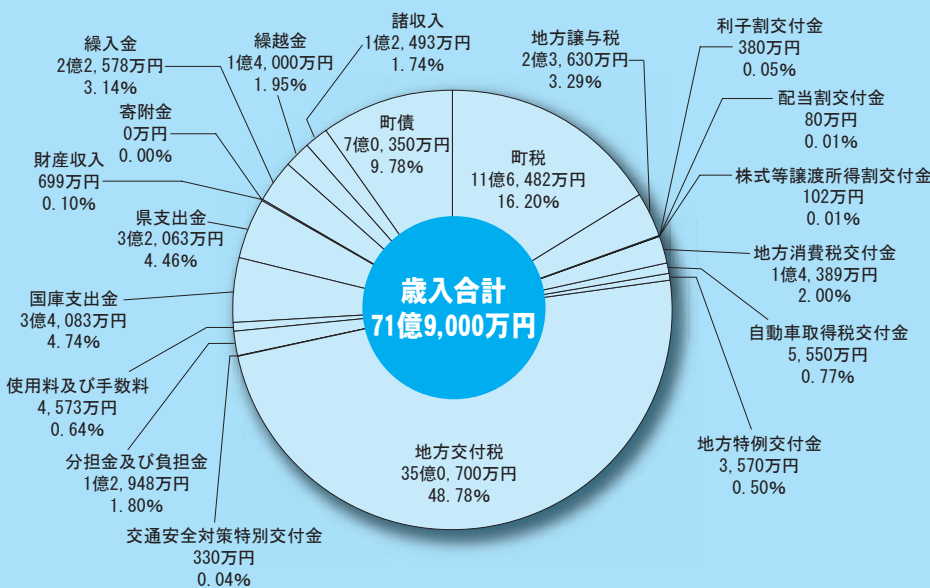 歳入合計
71億9,000万円
町税
11億6,482万円
16.20%
地方譲与税
2億3,630万円
3.29%
利子割交付金
380万円
0.05%
配当割交付金
80万円
0.01%
株式等譲渡所得割交付金
102万円
0.01%
地方消費税交付金
1億4,389万円
2.00%
自動車取得税交付金
5,550万円
0.77%
地方特例交付金
3,570万円
0.50%
地方交付税
35億0,700万円
48.78%
交通安全対策特別交付金
330万円
0.04%
分担金及び負担金
1億2,948万円
1.80%
使用料及び手数料
4,573万円
0.64%
国庫支出金
3億4,083万円
4.74%
県支出金
3億2,063万円
4.46%
財産収入
699万円
0.10%
寄附金
0万円
0.00%
繰入金
2億2,578万円
3.14%
繰越金
1億4,000万円
1.95%
諸収入
1億2,493万円
1.74%
町債
7億0,350万円
9.78%